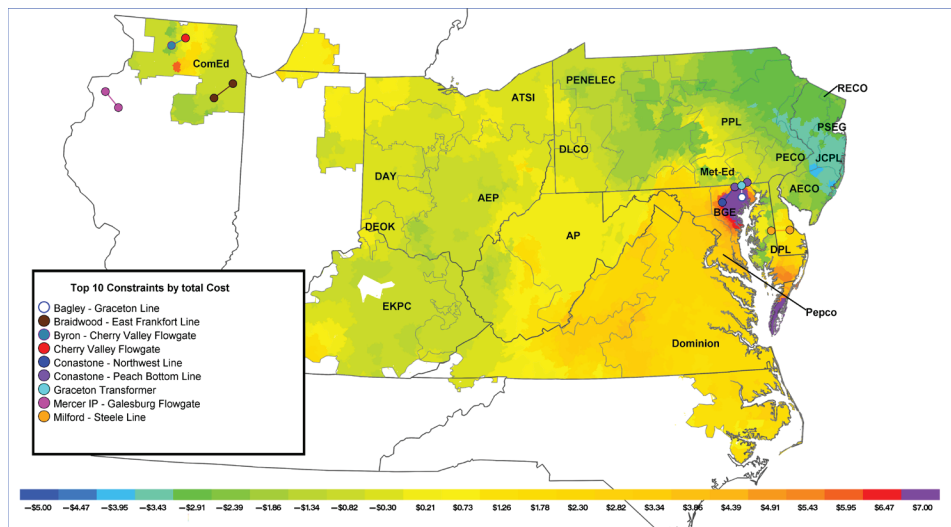 ComEd
PENELEC
RECO
ATSI
PPL
PSEG
DLCO
PECO
JCPL
DAY
Met-Ed
AECO
AEP
BGE
DEOK
AP
DPL
EKPC
Pepco
Dominion
Top 10 Constraints by total Cost
Bagley - Graceton Line
Braidwood - East Frankfort Line
Byron - Cherry Valley Flowgate
Cherry Valley Flowgate
Conastone - Northwest Line
Conastone - Peach Bottom Line
Graceton Transformer
Mercer IP - Galesburg Flowgate
Milford - Steele Line
−$5.00 −$4.47 −$3.95 −$3.43 −$2.91 −$2.39 −$1.86 −$1.34 −$0.82 −$0.30 $0.21 $0.73 $1.26 $1.78 $2.30 $2.82 $3.34 $3.86 $4.39 $4.91 $5.43 $5.95 $6.47 $7.00